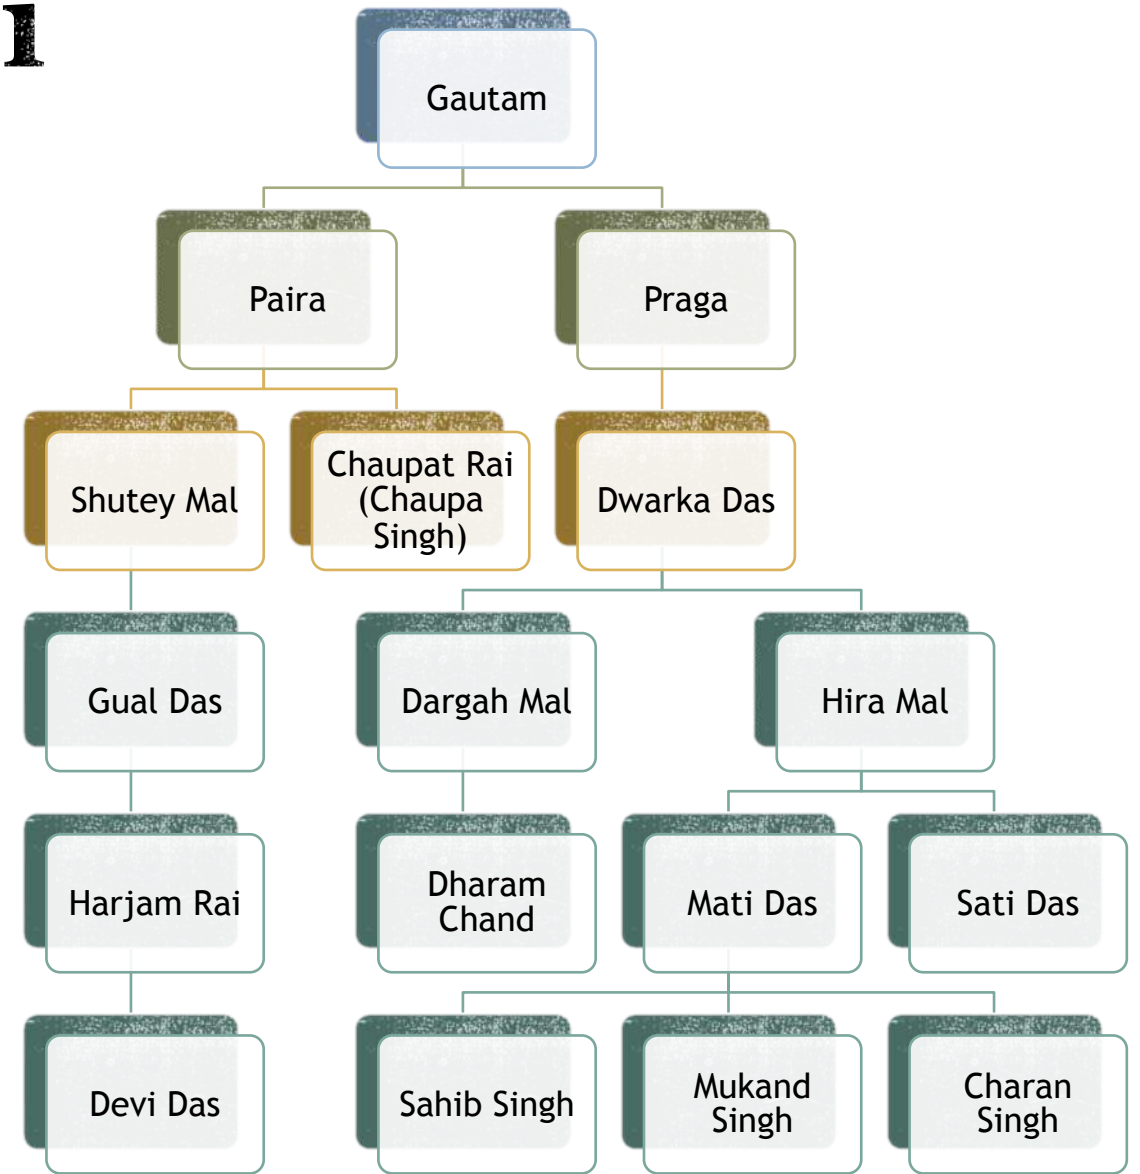 1
Gautam
Paira
Praga
Shutey Mal
Chaupat Rai
(Chaupa
Singh)
Dwarka Das
Gual Das
Dargah Mal
Hira Mal
Harjam Rai
Dharam
Chand
Mati Das
Sati Das
Devi Das
Sahib Singh
Mukand
Singh
Charan
Singh